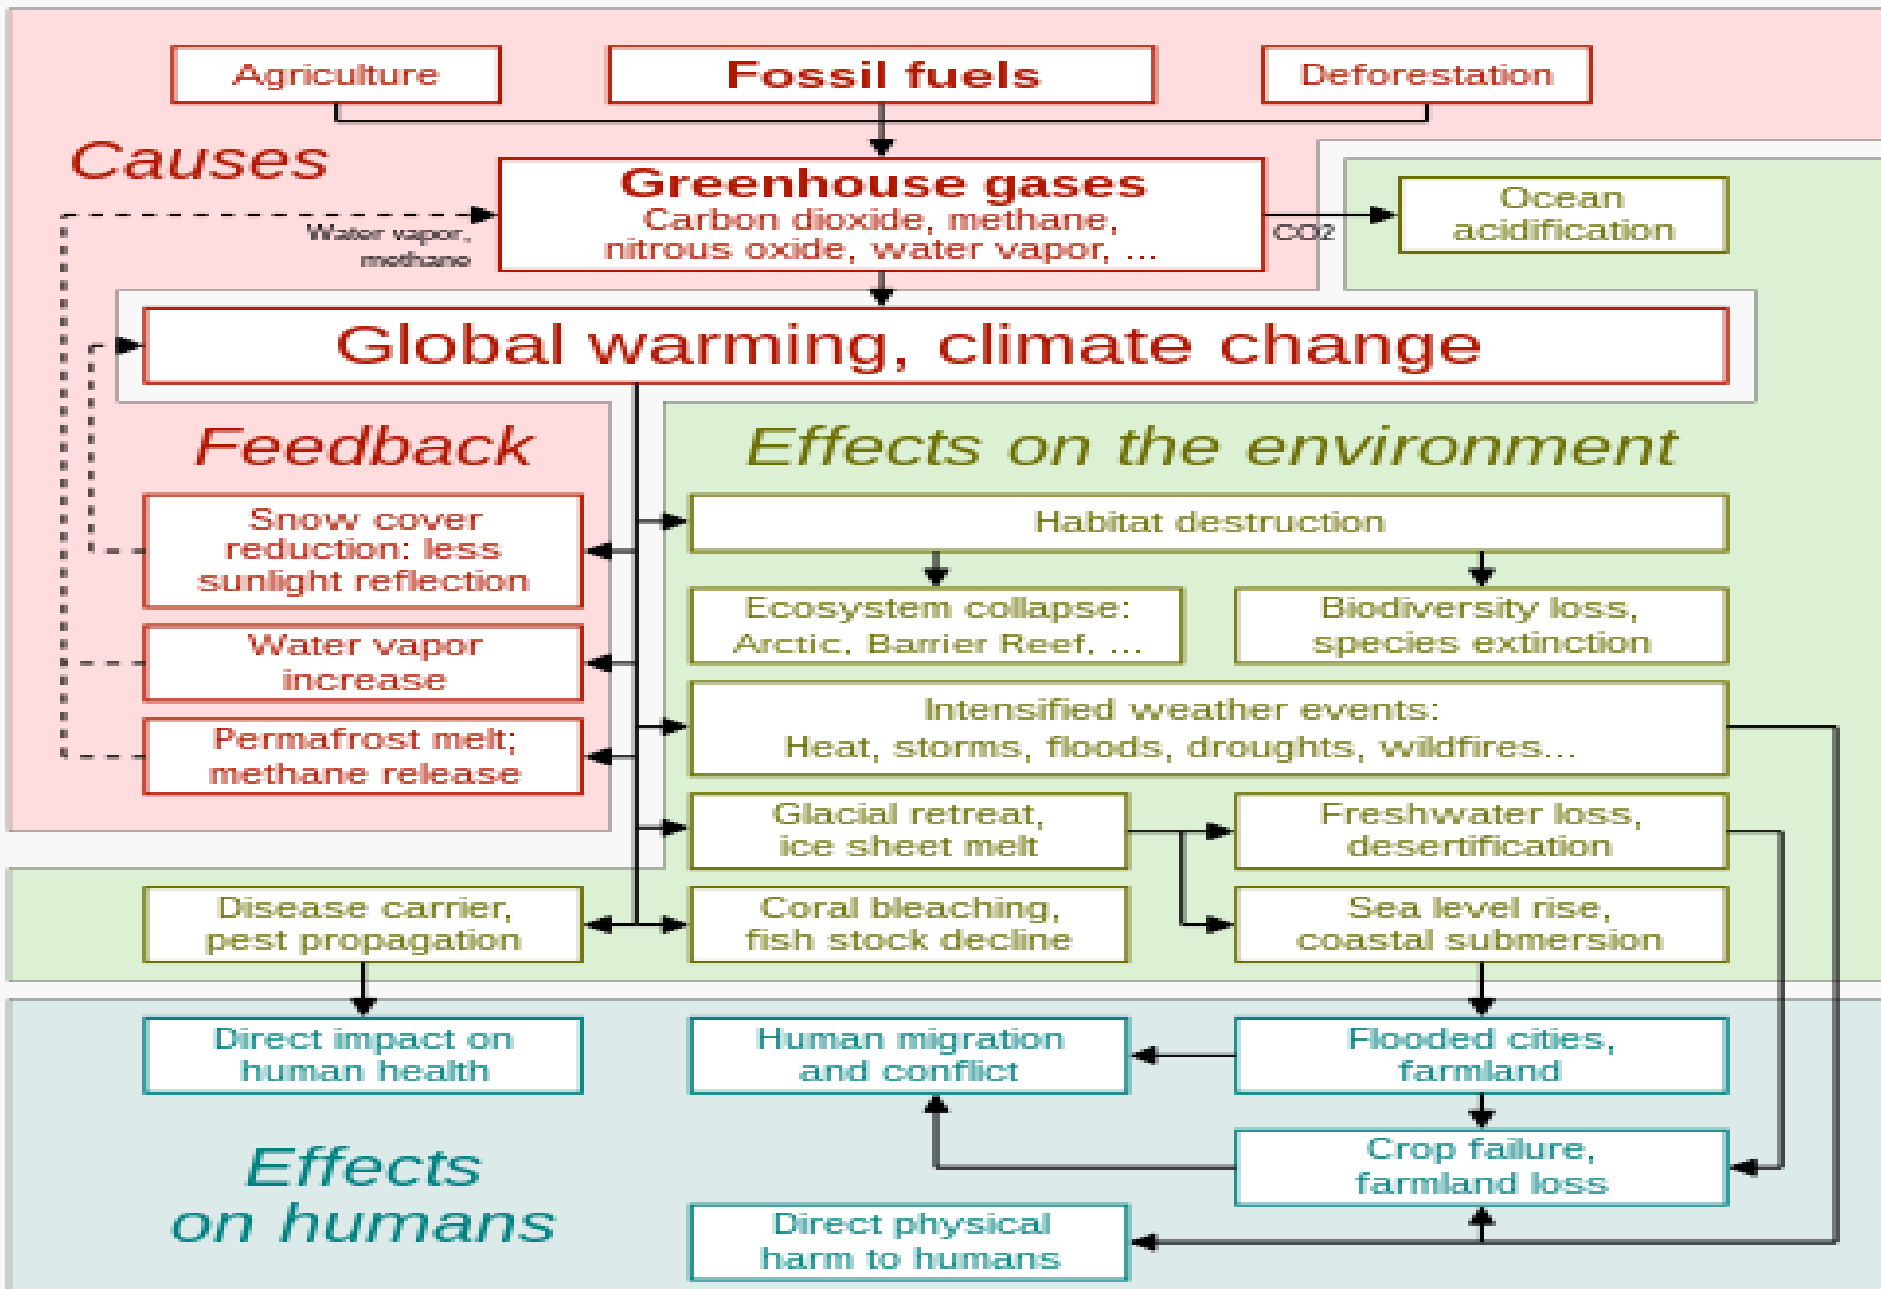 Agriculture
Fossil fuels
Deforestation
Causes
Greenhouse gases
Carbon dioxide, methane,
nitrous oxide, water vapor, ...
Water vapor,
methane
CO2
Ocean
acidification
Global warming, climate change
Feedback
Snow cover
reduction: less
sunlight reflection
Water vapor
increase
Permafrost melt;
methane release
Effects on the environment
Habitat destruction
Ecosystem collapse:
Arctic, Barrier Reef, ...
Biodiversity loss,
species extinction
Intensified weather events:
Heat, storms, floods, droughts, wildfires...
Glacial retreat,
ice sheet melt
Freshwater loss,
desertification
Disease carrier,
pest propagation
Coral bleaching,
fish stock decline
Sea level rise,
coastal submersion
Direct impact on
human health
Human migration
and conflict
Flooded cities,
farmland
Effects
on humans
Crop failure,
farmland loss
Direct physical
harm to humans